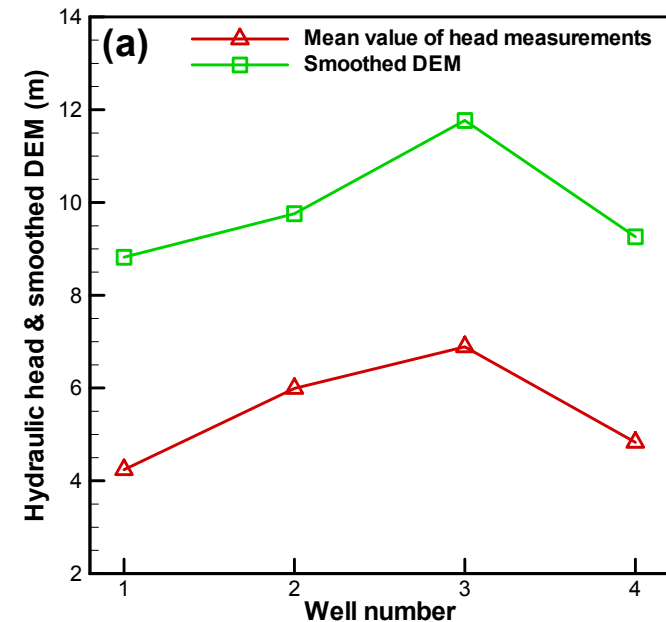 (a)
Mean value of head measurements
Smoothed DEM
Hydraulic head & smoothed DEM (m)
14
12
10
8
6
4
2
1 2 3 4
Well number